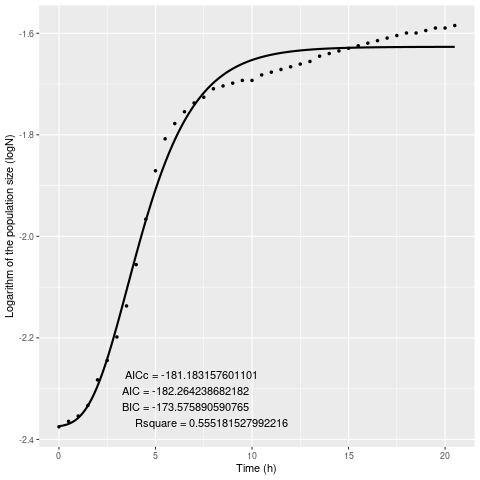 Logarithm of the population size (logN)
-1.6
-1.8
-2.0
-2.2
-2.4
AICc = -181.183157601101
AIC = -182.264238682182
BIC = -173.575890590765
Rsquare = 0.555181527992216
0 5 10 15 20
Time (h)